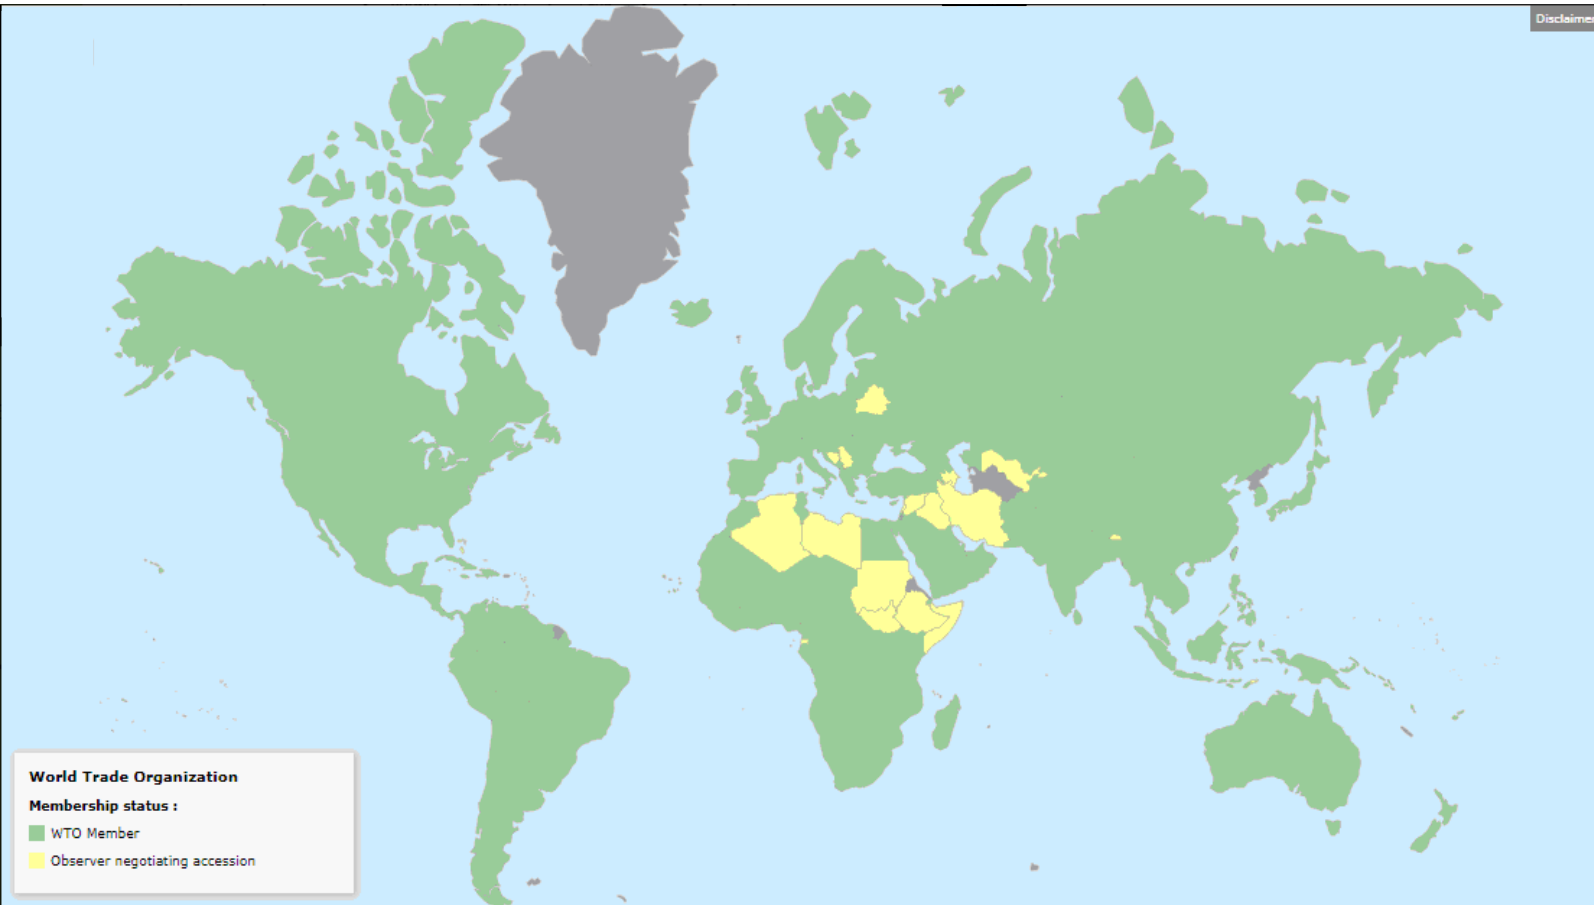 Disclaimer
World Trade Organization
Membership status :
WTO Member
Observer negotiating accession